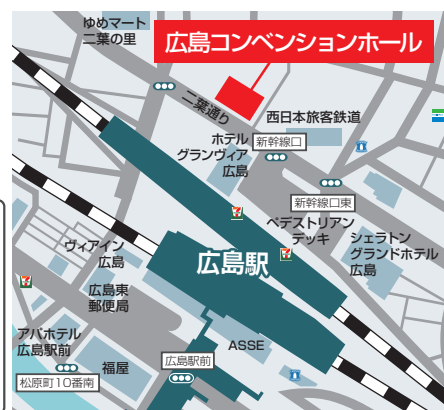 ゆめマート
二葉の里
広島コンベンションホール
二葉通り
西日本旅客鉄道
ホテル
グランヴィア
広島
新幹線口
新幹線口東
ペデストリアン
デッキ
シェラトン
グランドホテル
広島
ヴィアイン
広島
広島駅
広島東
郵便局
アパホテル
広島駅前
松原町10番南
福屋
広島駅前
ASSE